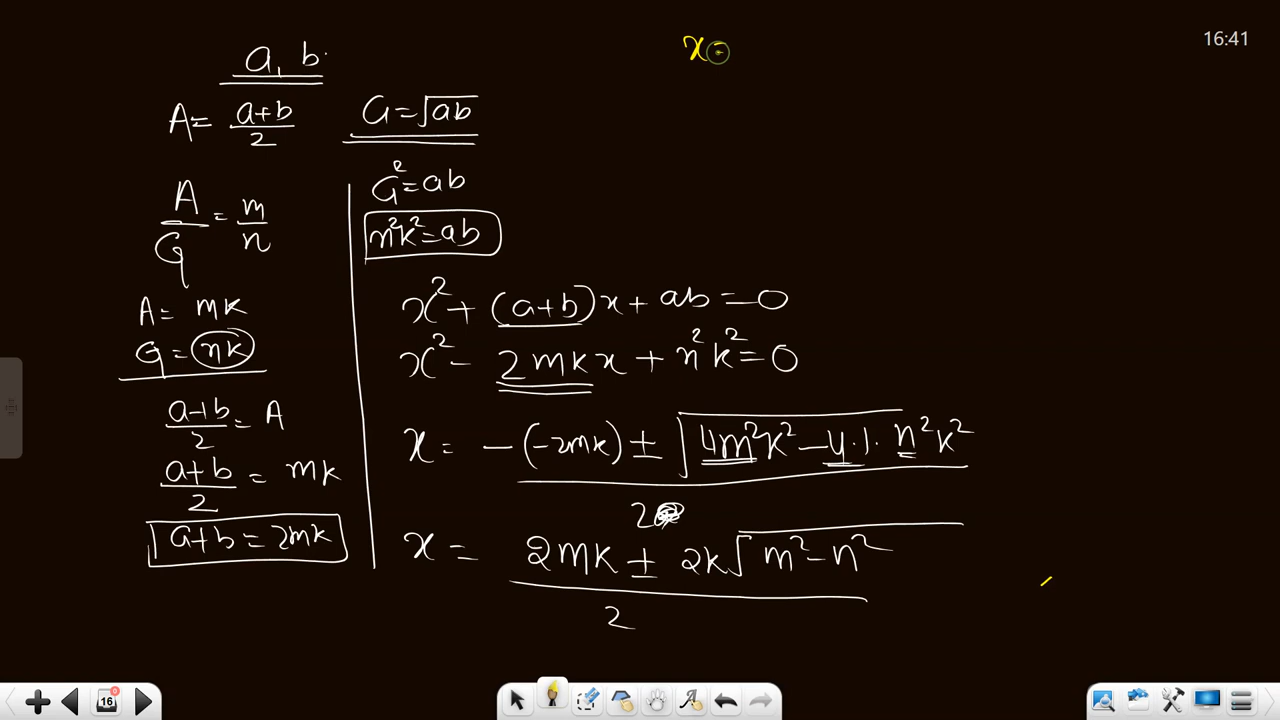 16:41
x=
a, b.
A = (a+b)/2
G = √ab
A/G = m/n
A = mk
G = nk
(a+b)/2 = A
(a+b)/2 = mk
a+b = 2mk
G² = ab
n²k² = ab
x² + (a+b)x + ab = 0
x² - 2mkx + n²k² = 0
x = (-(-2mk) ± √4m²k² - 4·1·n²k²)/2
x = (2mk ± 2k√m² - n²)/2
16
0